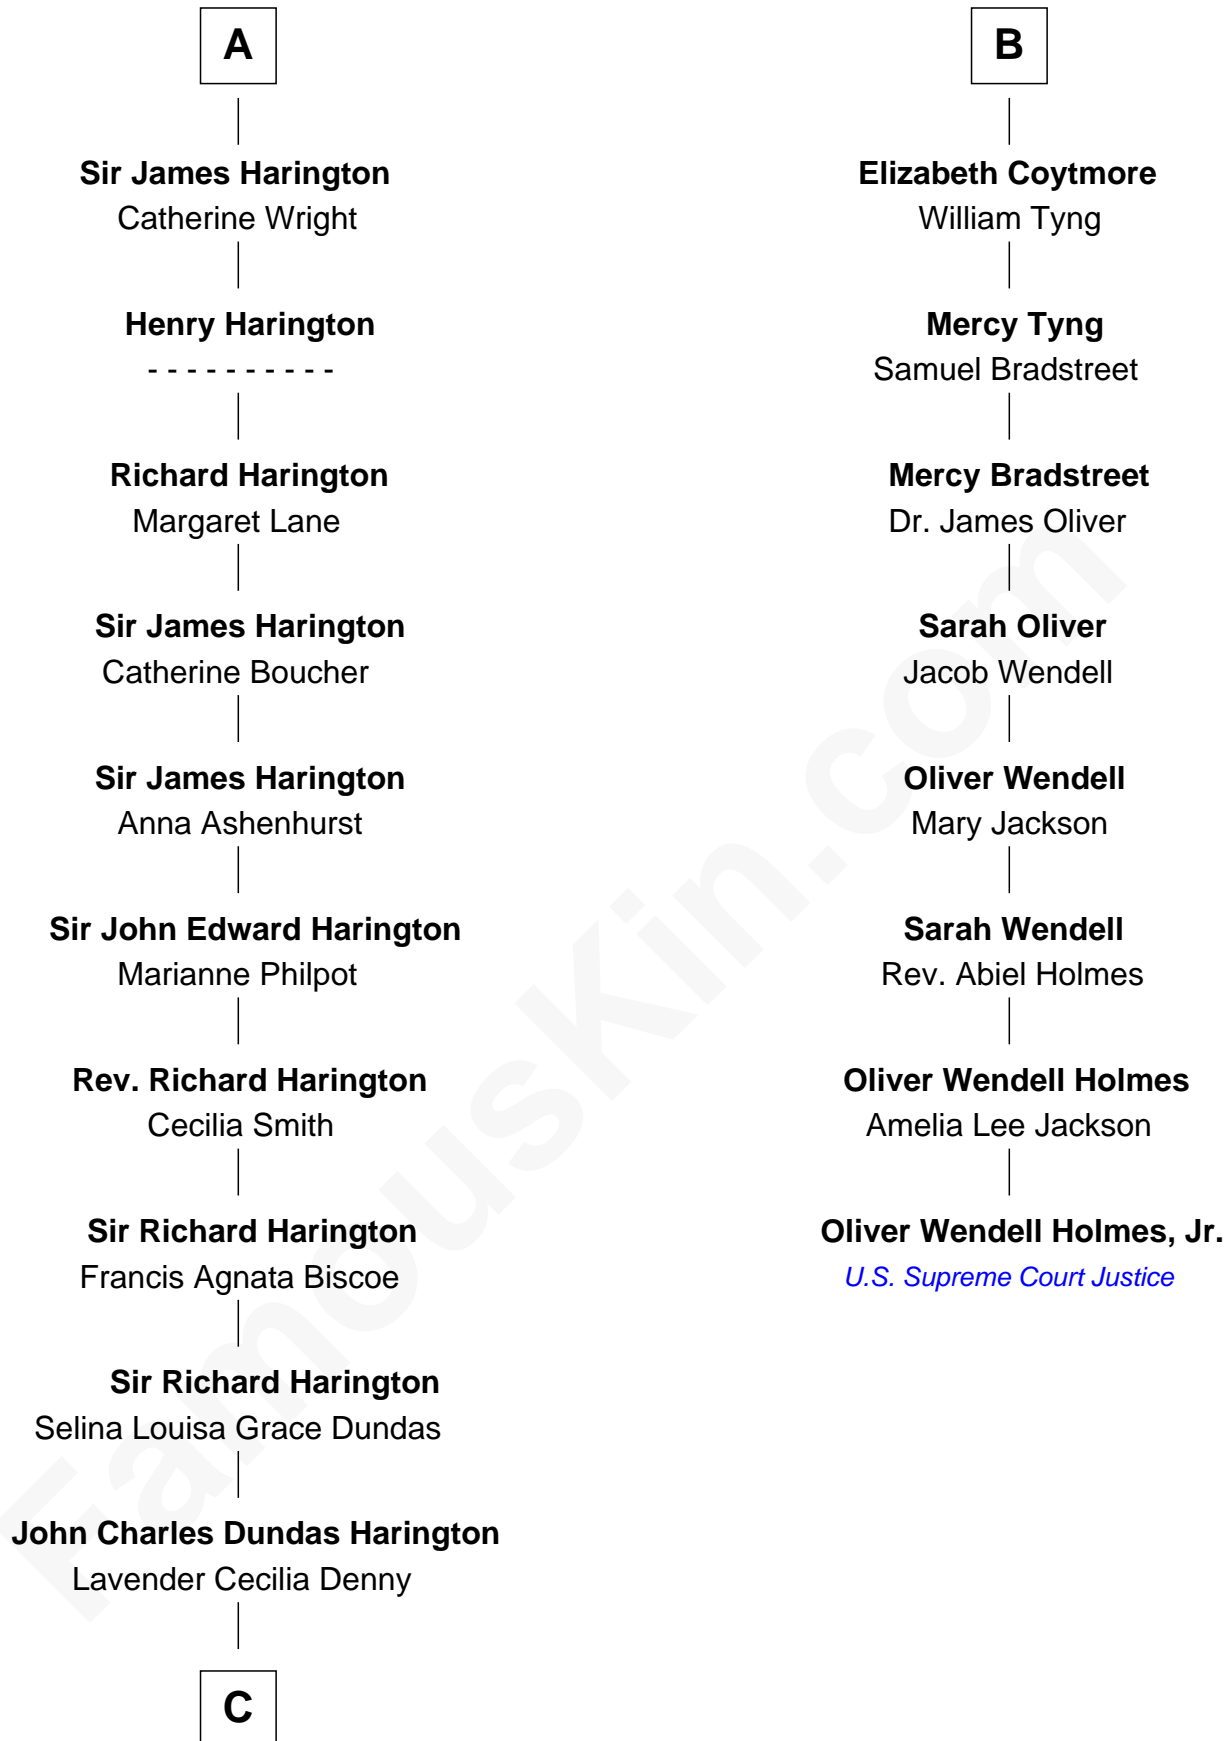 A
Sir James Harington
Catherine Wright
Henry Harington
- - - - - - - - - -
Richard Harington
Margaret Lane
Sir James Harington
Catherine Boucher
Sir James Harington
Anna Ashenhurst
Sir John Edward Harington
Marianne Philpot
Rev. Richard Harington
Cecilia Smith
Sir Richard Harington
Francis Agnata Biscoe
Sir Richard Harington
Selina Louisa Grace Dundas
John Charles Dundas Harington
Lavender Cecilia Denny
C
B
Elizabeth Coytmore
William Tyng
Mercy Tyng
Samuel Bradstreet
Mercy Bradstreet
Dr. James Oliver
Sarah Oliver
Jacob Wendell
Oliver Wendell
Mary Jackson
Sarah Wendell
Rev. Abiel Holmes
Oliver Wendell Holmes
Amelia Lee Jackson
Oliver Wendell Holmes, Jr.
U.S. Supreme Court Justice
FamousKin.com